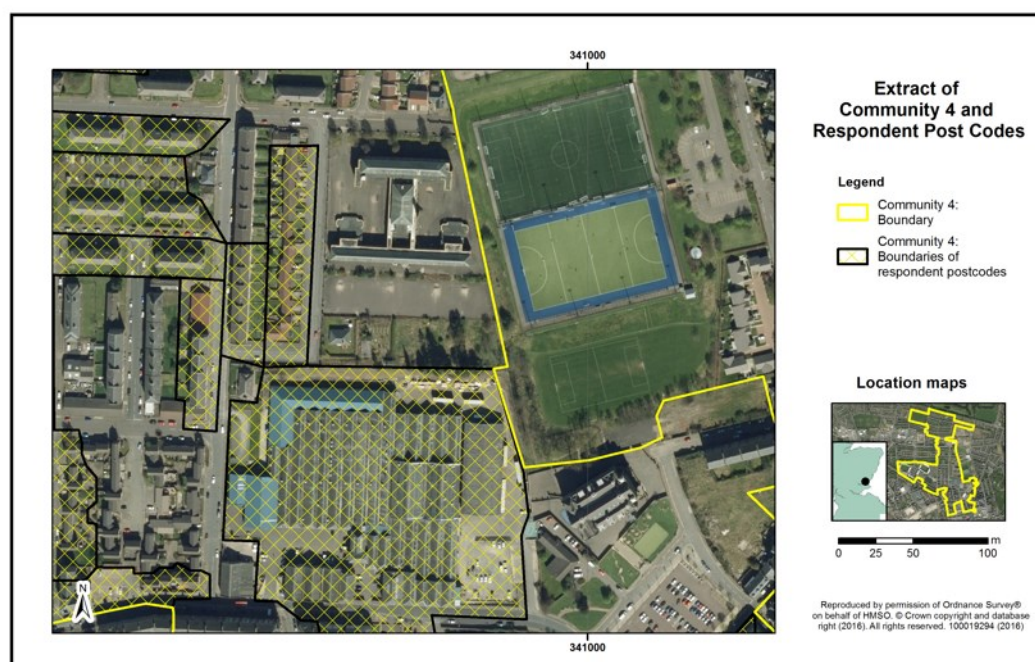 341000
Extract of
Community 4 and
Respondent Post Codes
Legend
Community 4:
Boundary
Community 4:
Boundaries of
respondent postcodes
Location maps
m
0 25 50 100
N
Reproduced by permission of Ordnance Survey®
on behalf of HMSO. © Crown copyright and database
right (2016). All rights reserved. 100019294 (2016)
341000